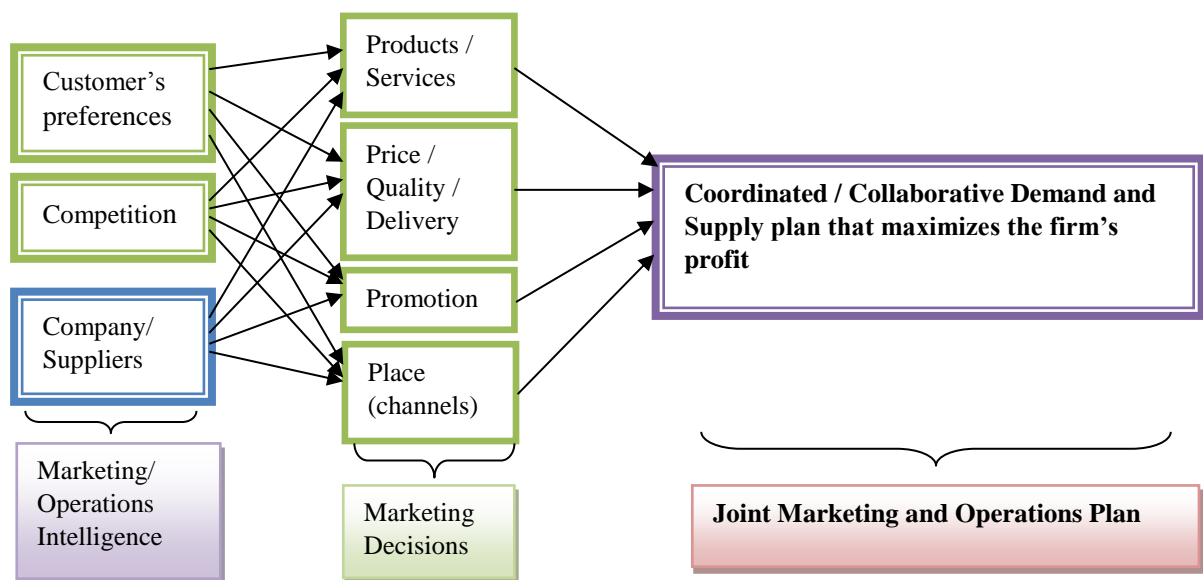 Customer’s
preferences
Competition
Company/
Suppliers
Marketing/
Operations
Intelligence
Products /
Services
Price /
Quality /
Delivery
Promotion
Place
(channels)
Marketing
Decisions
Coordinated / Collaborative Demand and
Supply plan that maximizes the firm’s
profit
Joint Marketing and Operations Plan